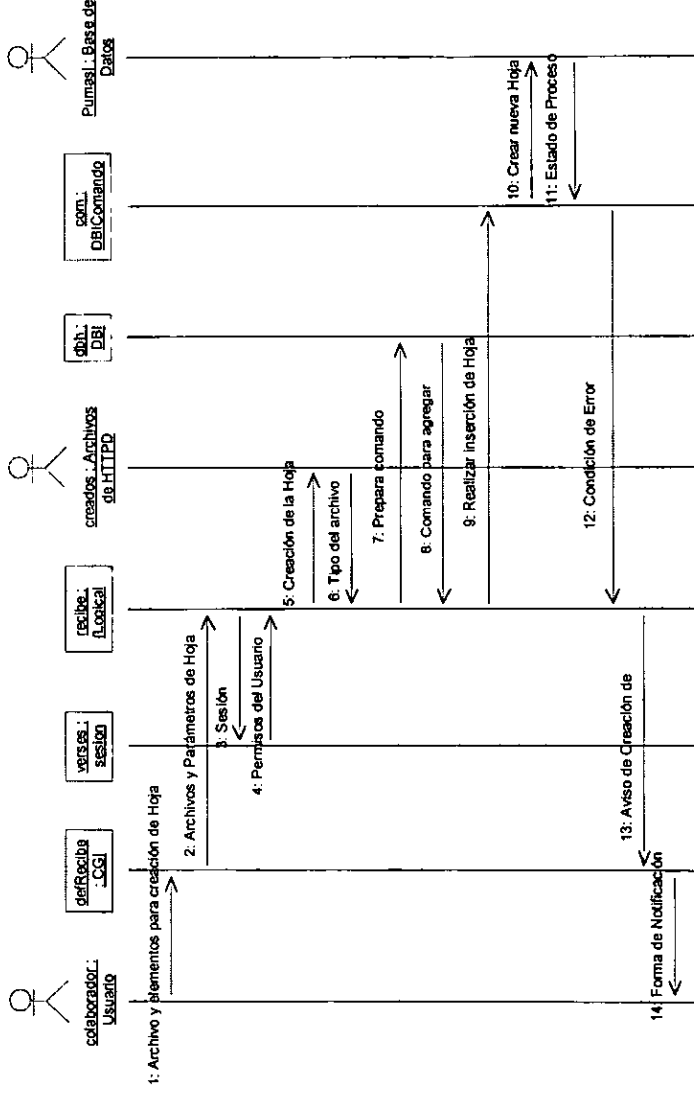 colaborador :
Usuario
defRecibe
: CGI
verses :
sesion
recibe :
fLogical
creados : Archivos
de HTTPD
dbh :
DBI
com :
DBIComando
PumasI : Base de
Datos
1: Archivo y elementos para creación de Hoja
2: Archivos y Parámetros de Hoja
3: Sesión
4: Permisos del Usuario
5: Creación de la Hoja
6: Tipo del archivo
7: Prepara comando
8: Comando para agregar
9: Realizar inserción de Hoja
10: Crear nueva Hoja
11: Estado de Proceso
12: Condición de Error
13: Aviso de Creación de
14: Forma de Notificación